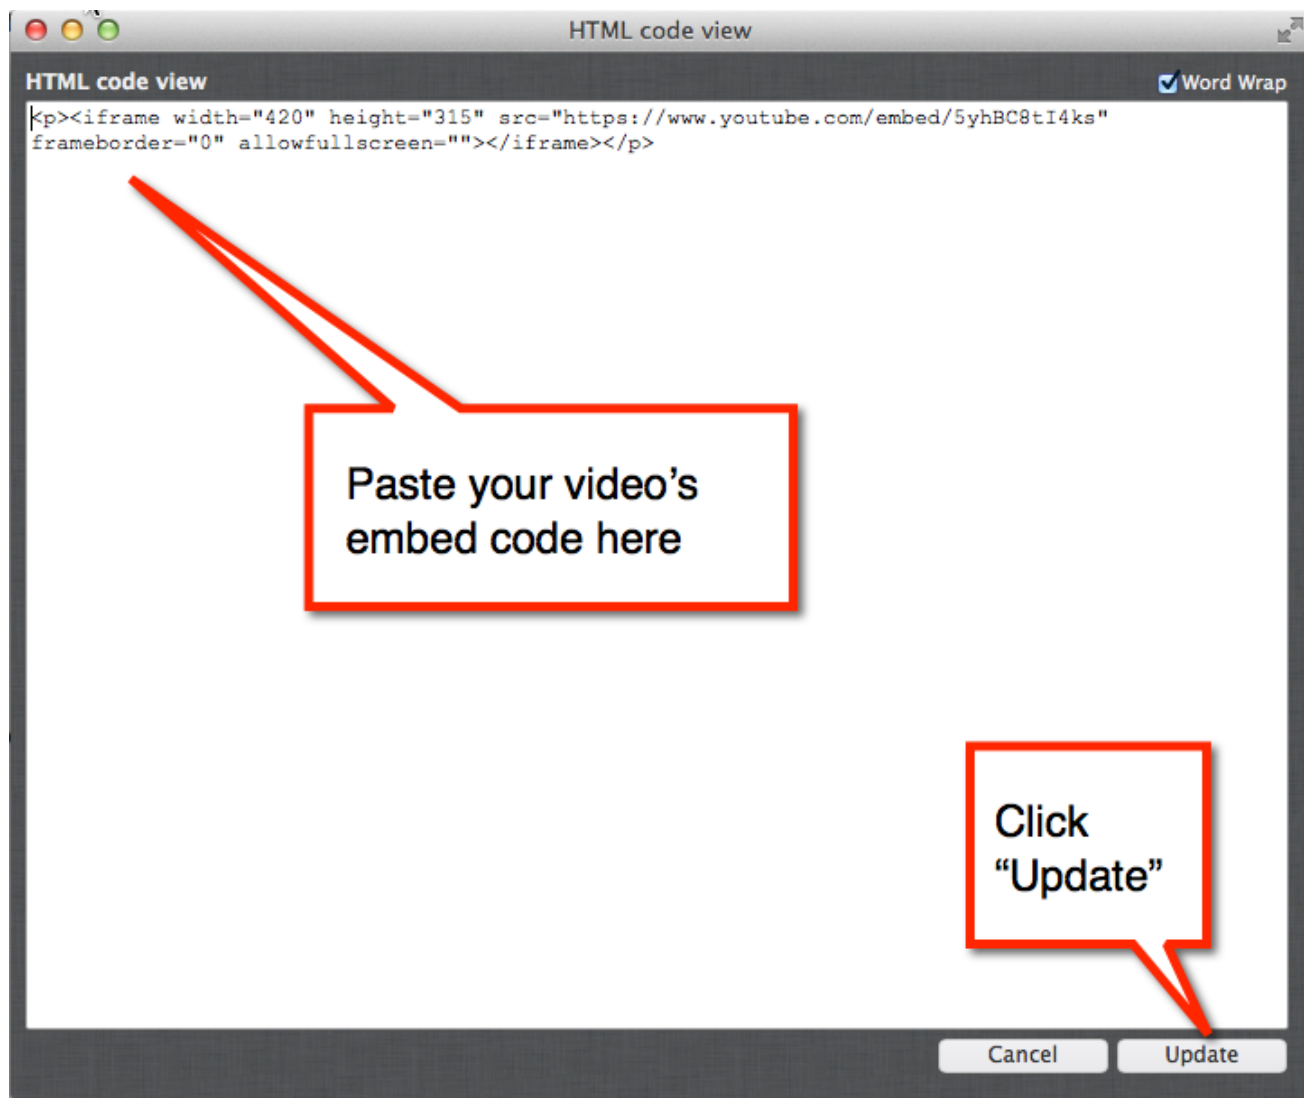 HTML code view
HTML code view
Word Wrap
<p><iframe width="420" height="315" src="https://www.youtube.com/embed/5yhBC8tI4ks"
frameborder="0" allowfullscreen=""></iframe></p>
Paste your video’s
embed code here
Click
“Update”
Cancel
Update